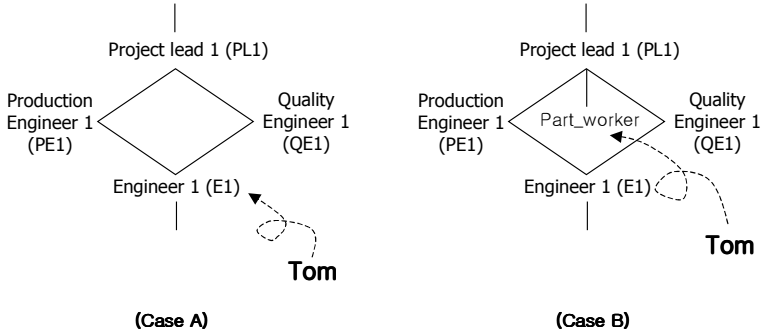 Project lead 1 (PL1)
Production
Engineer 1
(PE1)
Quality
Engineer 1
(QE1)
Engineer 1 (E1)
Tom
(Case A)
Project lead 1 (PL1)
Production
Engineer 1
(PE1)
Part_worker
Quality
Engineer 1
(QE1)
Engineer 1 (E1)
Tom
(Case B)